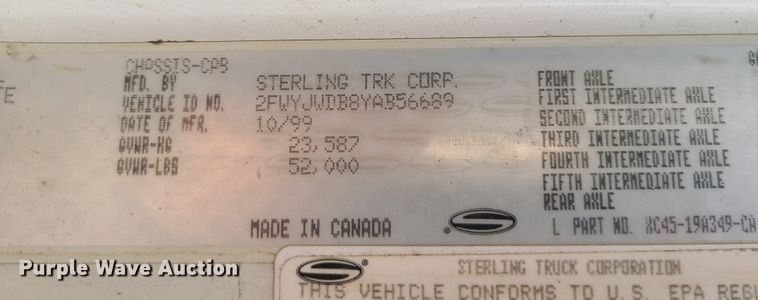 CHASSIS-CAB
MFD. BY STERLING TRK CORP.
VEHICLE ID NO. 2FWYJWDB8YAB56689
DATE OF MFR. 10/99
GVWR-KG 23,587
GVWR-LBS 52,000
MADE IN CANADA
FRONT AXLE
FIRST INTERMEDIATE AXLE
SECOND INTERMEDIATE AXLE
THIRD INTERMEDIATE AXLE
FOURTH INTERMEDIATE AXLE
FIFTH INTERMEDIATE AXLE
REAR AXLE
L PART NO. XC45-19A349-CA
STERLING TRUCK CORPORATION
THIS VEHICLE CONFORMS TO U.S. EPA REGU
Purple Wave Auction